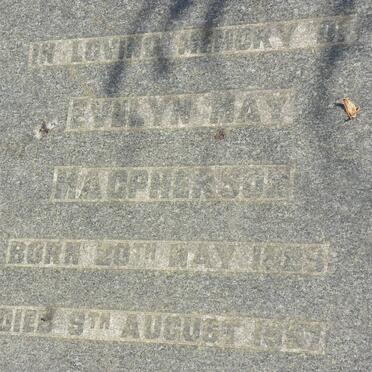 IN LOVING MEMORY OF
EVELYN MAY
MACPHERSON
BORN 20TH MAY
DIED 9TH AUGUST